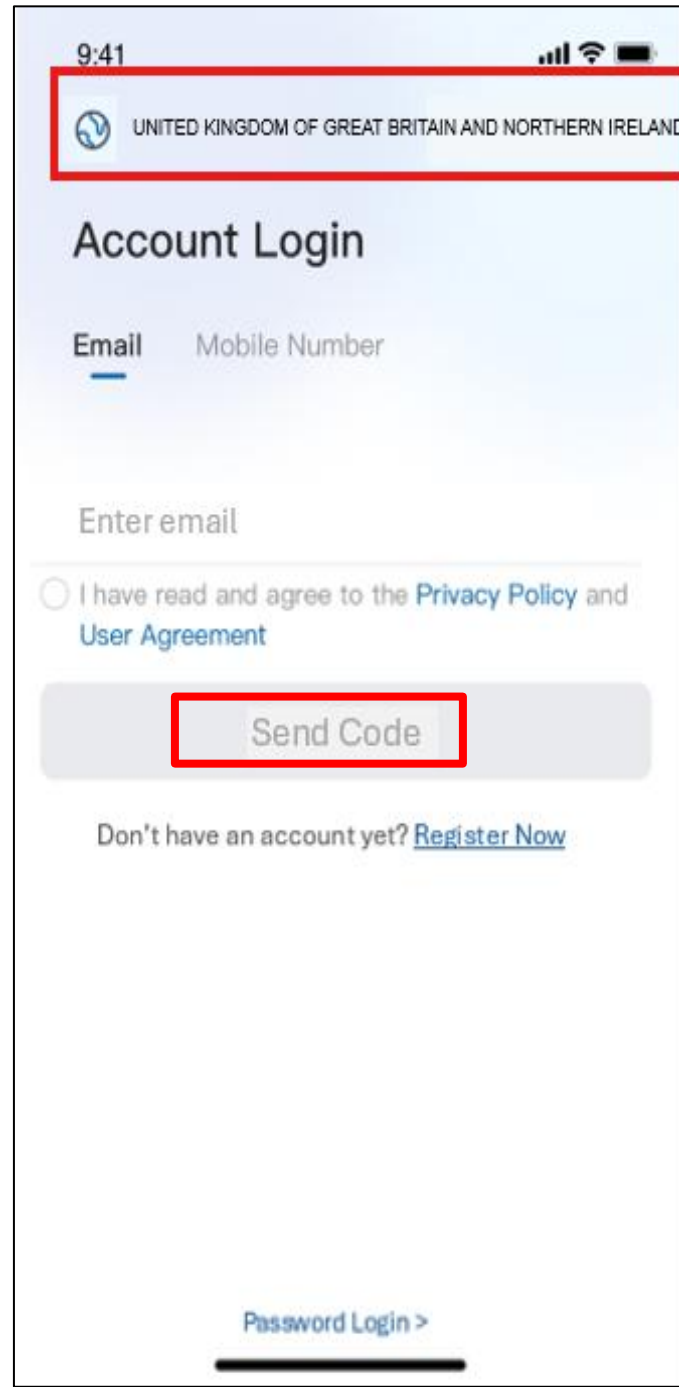 9:41
UNITED KINGDOM OF GREAT BRITAIN AND NORTHERN IRELAND
Account Login
Email Mobile Number
Enter email
I have read and agree to the Privacy Policy and
User Agreement
Send Code
Don't have an account yet? Register Now
Password Login >